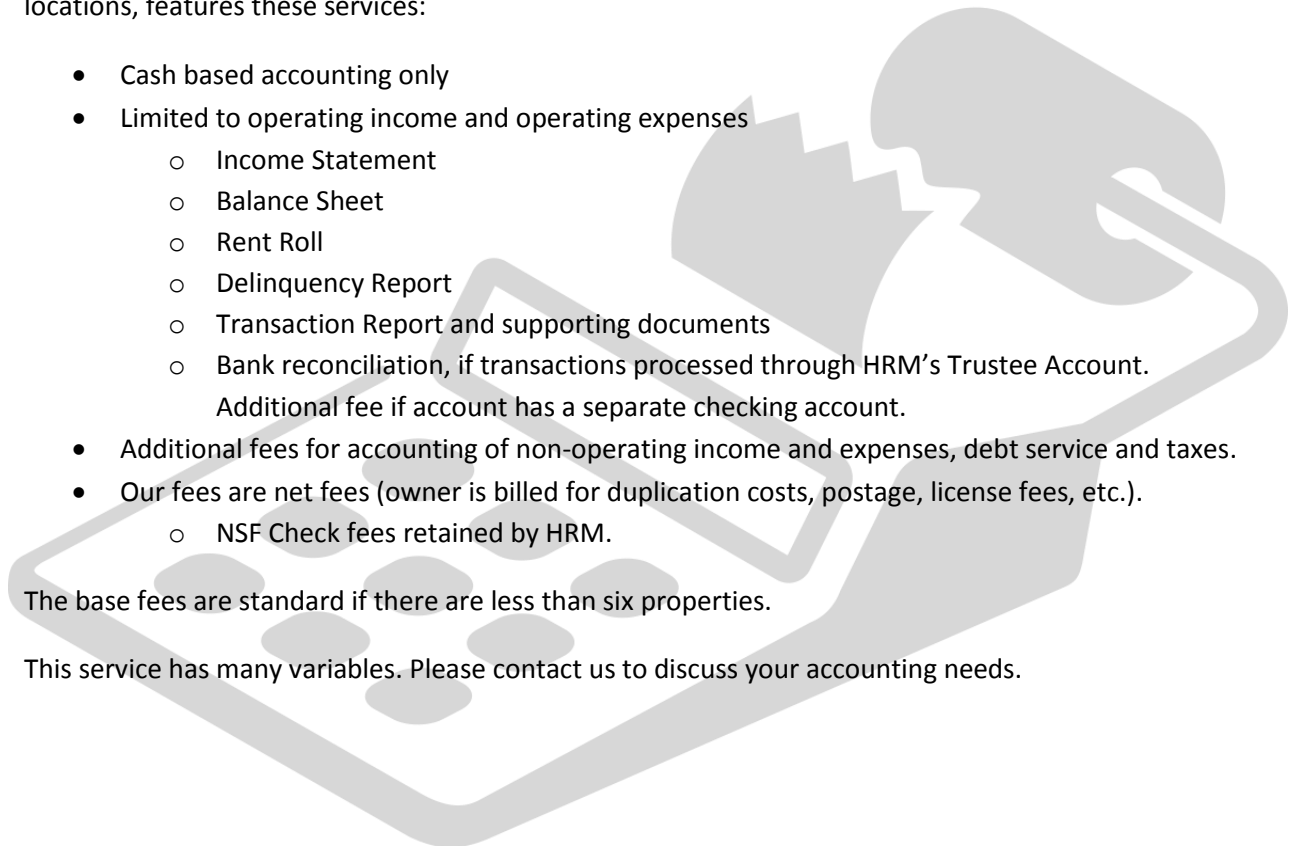 locations, features these services:
• Cash based accounting only
• Limited to operating income and operating expenses
o Income Statement
o Balance Sheet
o Rent Roll
o Delinquency Report
o Transaction Report and supporting documents
o Bank reconciliation, if transactions processed through HRM’s Trustee Account.
Additional fee if account has a separate checking account.
• Additional fees for accounting of non-operating income and expenses, debt service and taxes.
• Our fees are net fees (owner is billed for duplication costs, postage, license fees, etc.).
o NSF Check fees retained by HRM.
The base fees are standard if there are less than six properties.
This service has many variables. Please contact us to discuss your accounting needs.